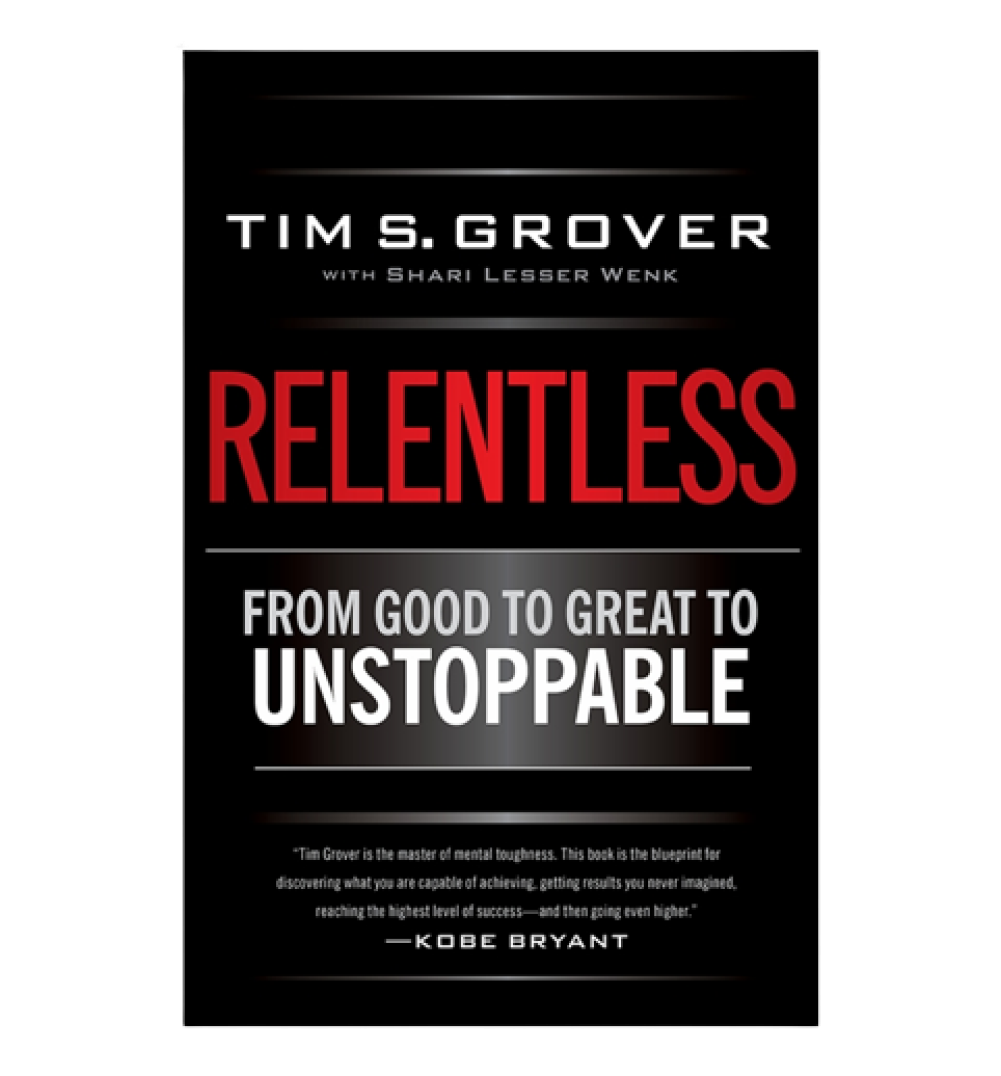 TIM S. GROVER
WITH SHARI LESSER WENK
RELENTLESS
FROM GOOD TO GREAT TO
UNSTOPPABLE
"Tim Grover is the master of mental toughness. This book is the blueprint for
discovering what you are capable of achieving, getting results you never imagined,
reaching the highest level of success—and then going even higher."
—KOBE BRYANT